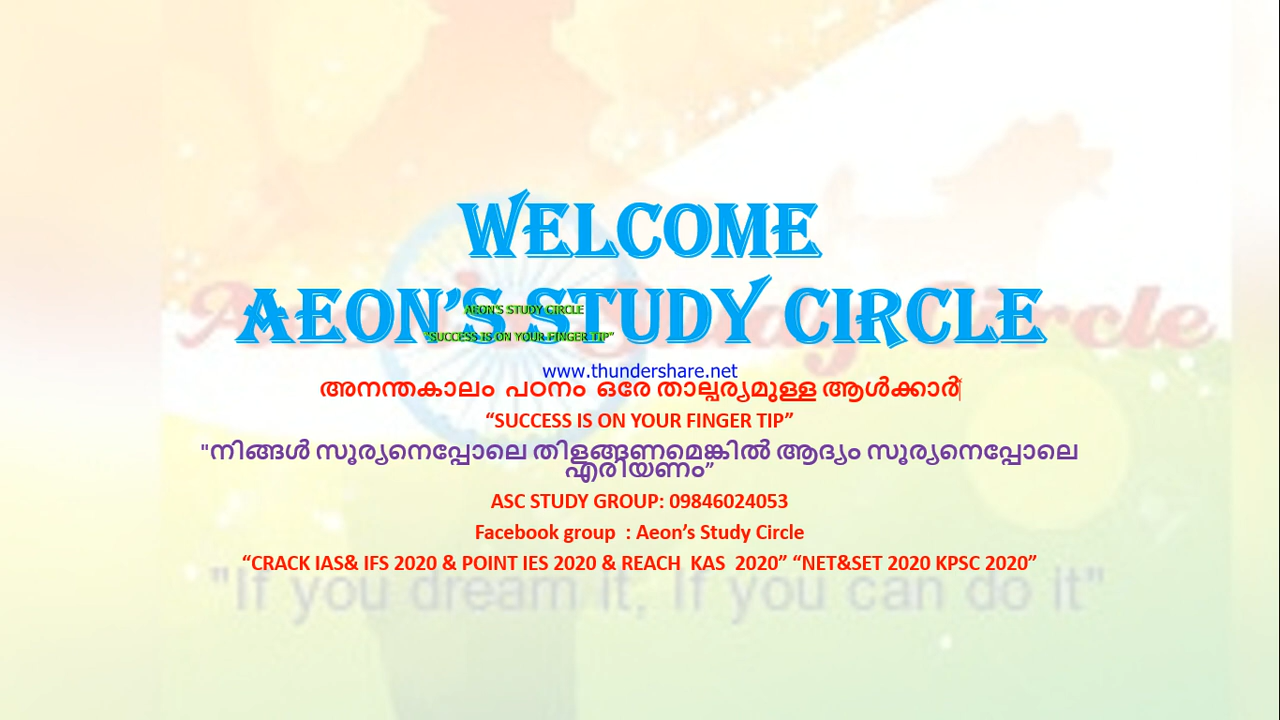 WELCOME
AEON'S STUDY CIRCLE
AEON'S STUDY CIRCLE
"SUCCESS IS ON YOUR FINGER TIP"
www.thundershare.net
അനന്തകാലം പഠനം ഒരേ താല്പര്യമുള്ള ആൾക്കാർ
“SUCCESS IS ON YOUR FINGER TIP”
"നിങ്ങൾ സൂര്യനെപ്പോലെ തിളങ്ങണമെങ്കിൽ ആദ്യം സൂര്യനെപ്പോലെ
എരിയണം”
ASC STUDY GROUP: 09846024053
Facebook group : Aeon’s Study Circle
“CRACK IAS& IFS 2020 & POINT IES 2020 & REACH KAS 2020” “NET&SET 2020 KPSC 2020”
"If you dream it, If you can do it"